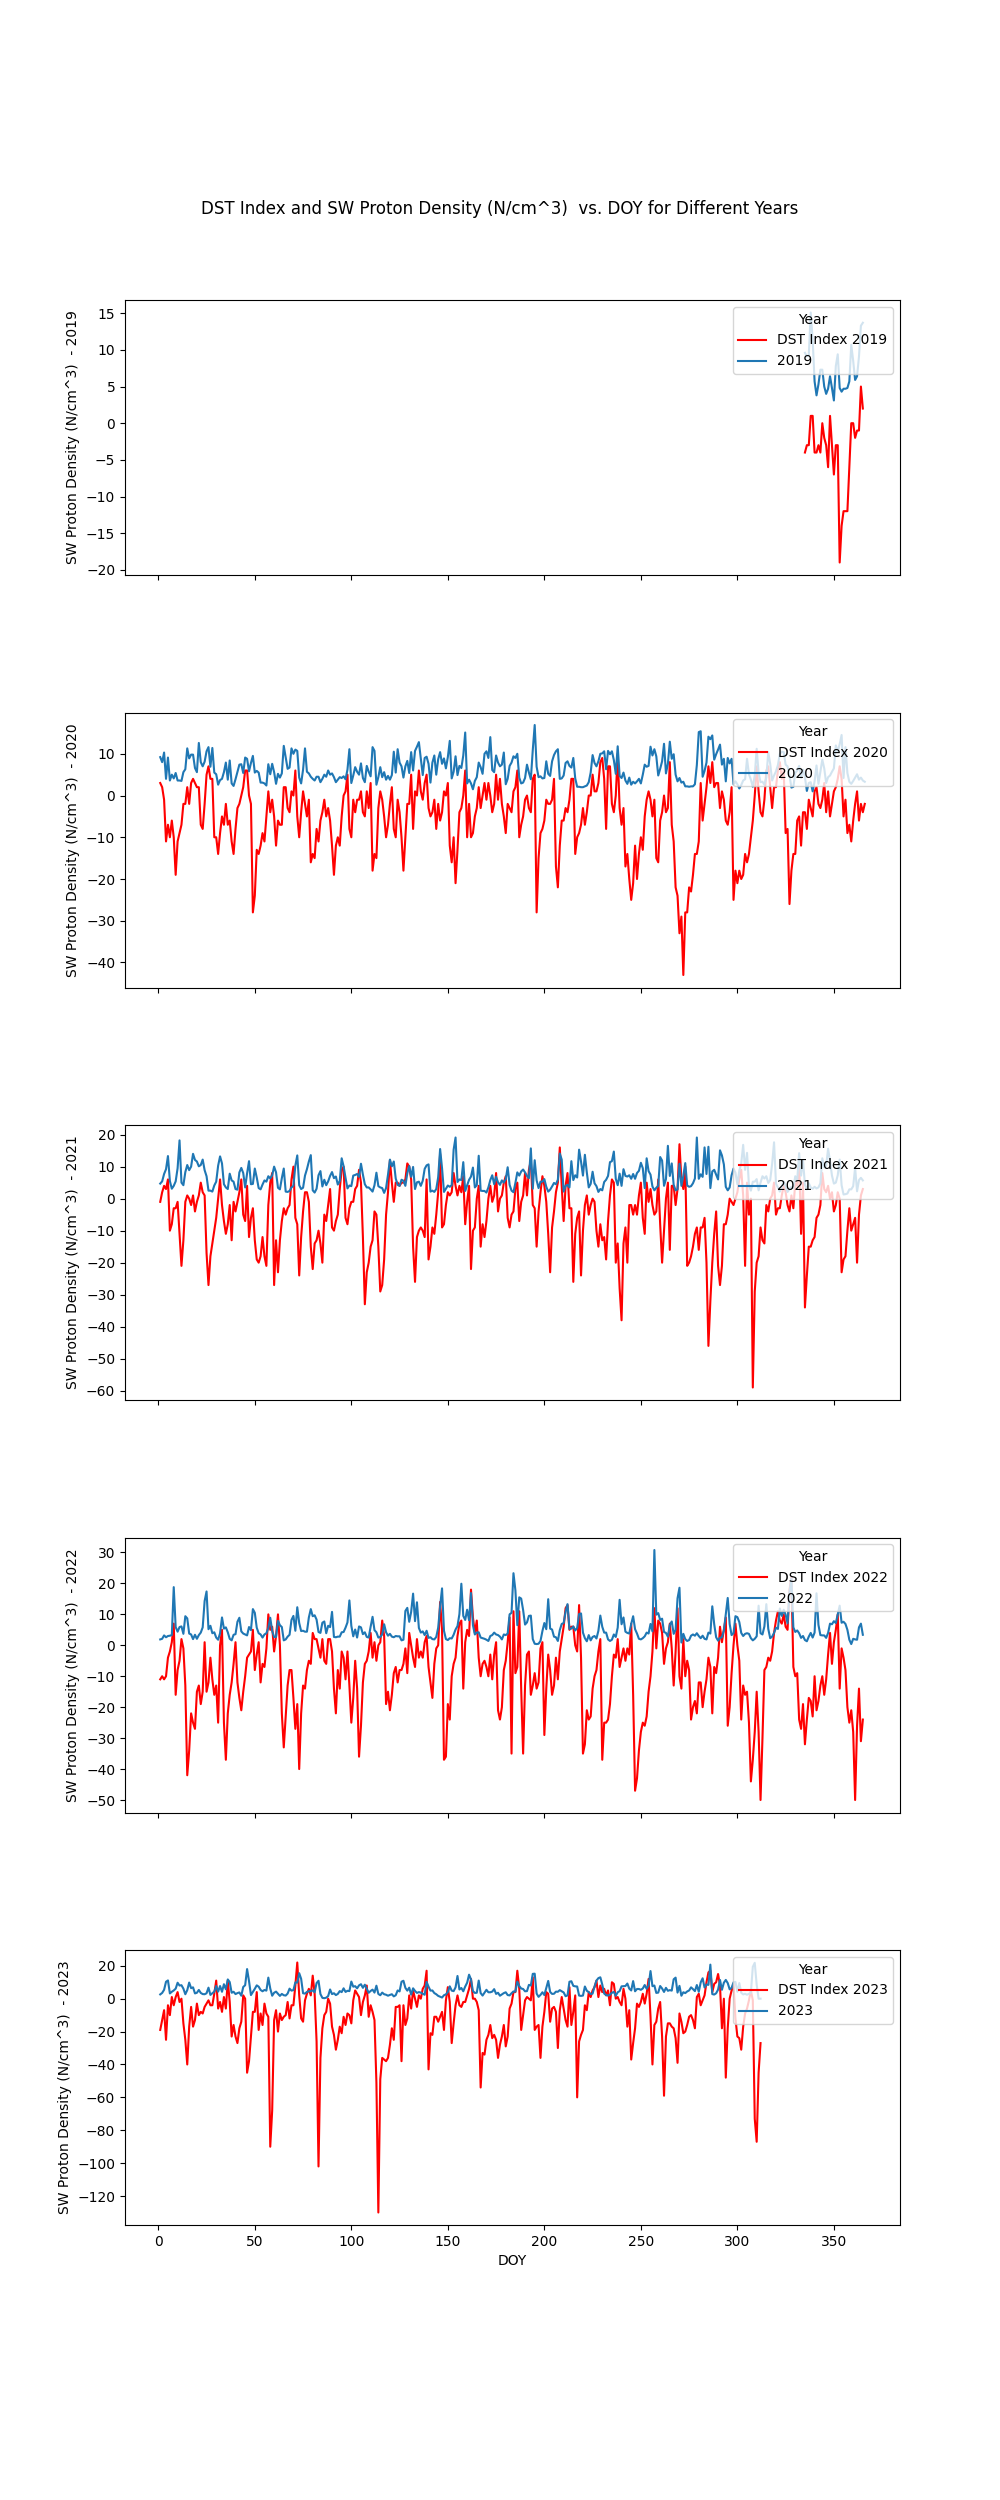 DST Index and SW Proton Density (N/cm^3)  vs. DOY for Different Years
SW Proton Density (N/cm^3)  - 2019
15
10
5
0
−5
−10
−15
−20
Year
DST Index 2019
2019
SW Proton Density (N/cm^3)  - 2020
10
0
−10
−20
−30
−40
Year
DST Index 2020
2020
SW Proton Density (N/cm^3)  - 2021
20
10
0
−10
−20
−30
−40
−50
−60
Year
DST Index 2021
2021
SW Proton Density (N/cm^3)  - 2022
30
20
10
0
−10
−20
−30
−40
−50
Year
DST Index 2022
2022
SW Proton Density (N/cm^3)  - 2023
20
0
−20
−40
−60
−80
−100
−120
Year
DST Index 2023
2023
0 50 100 150 200 250 300 350
DOY